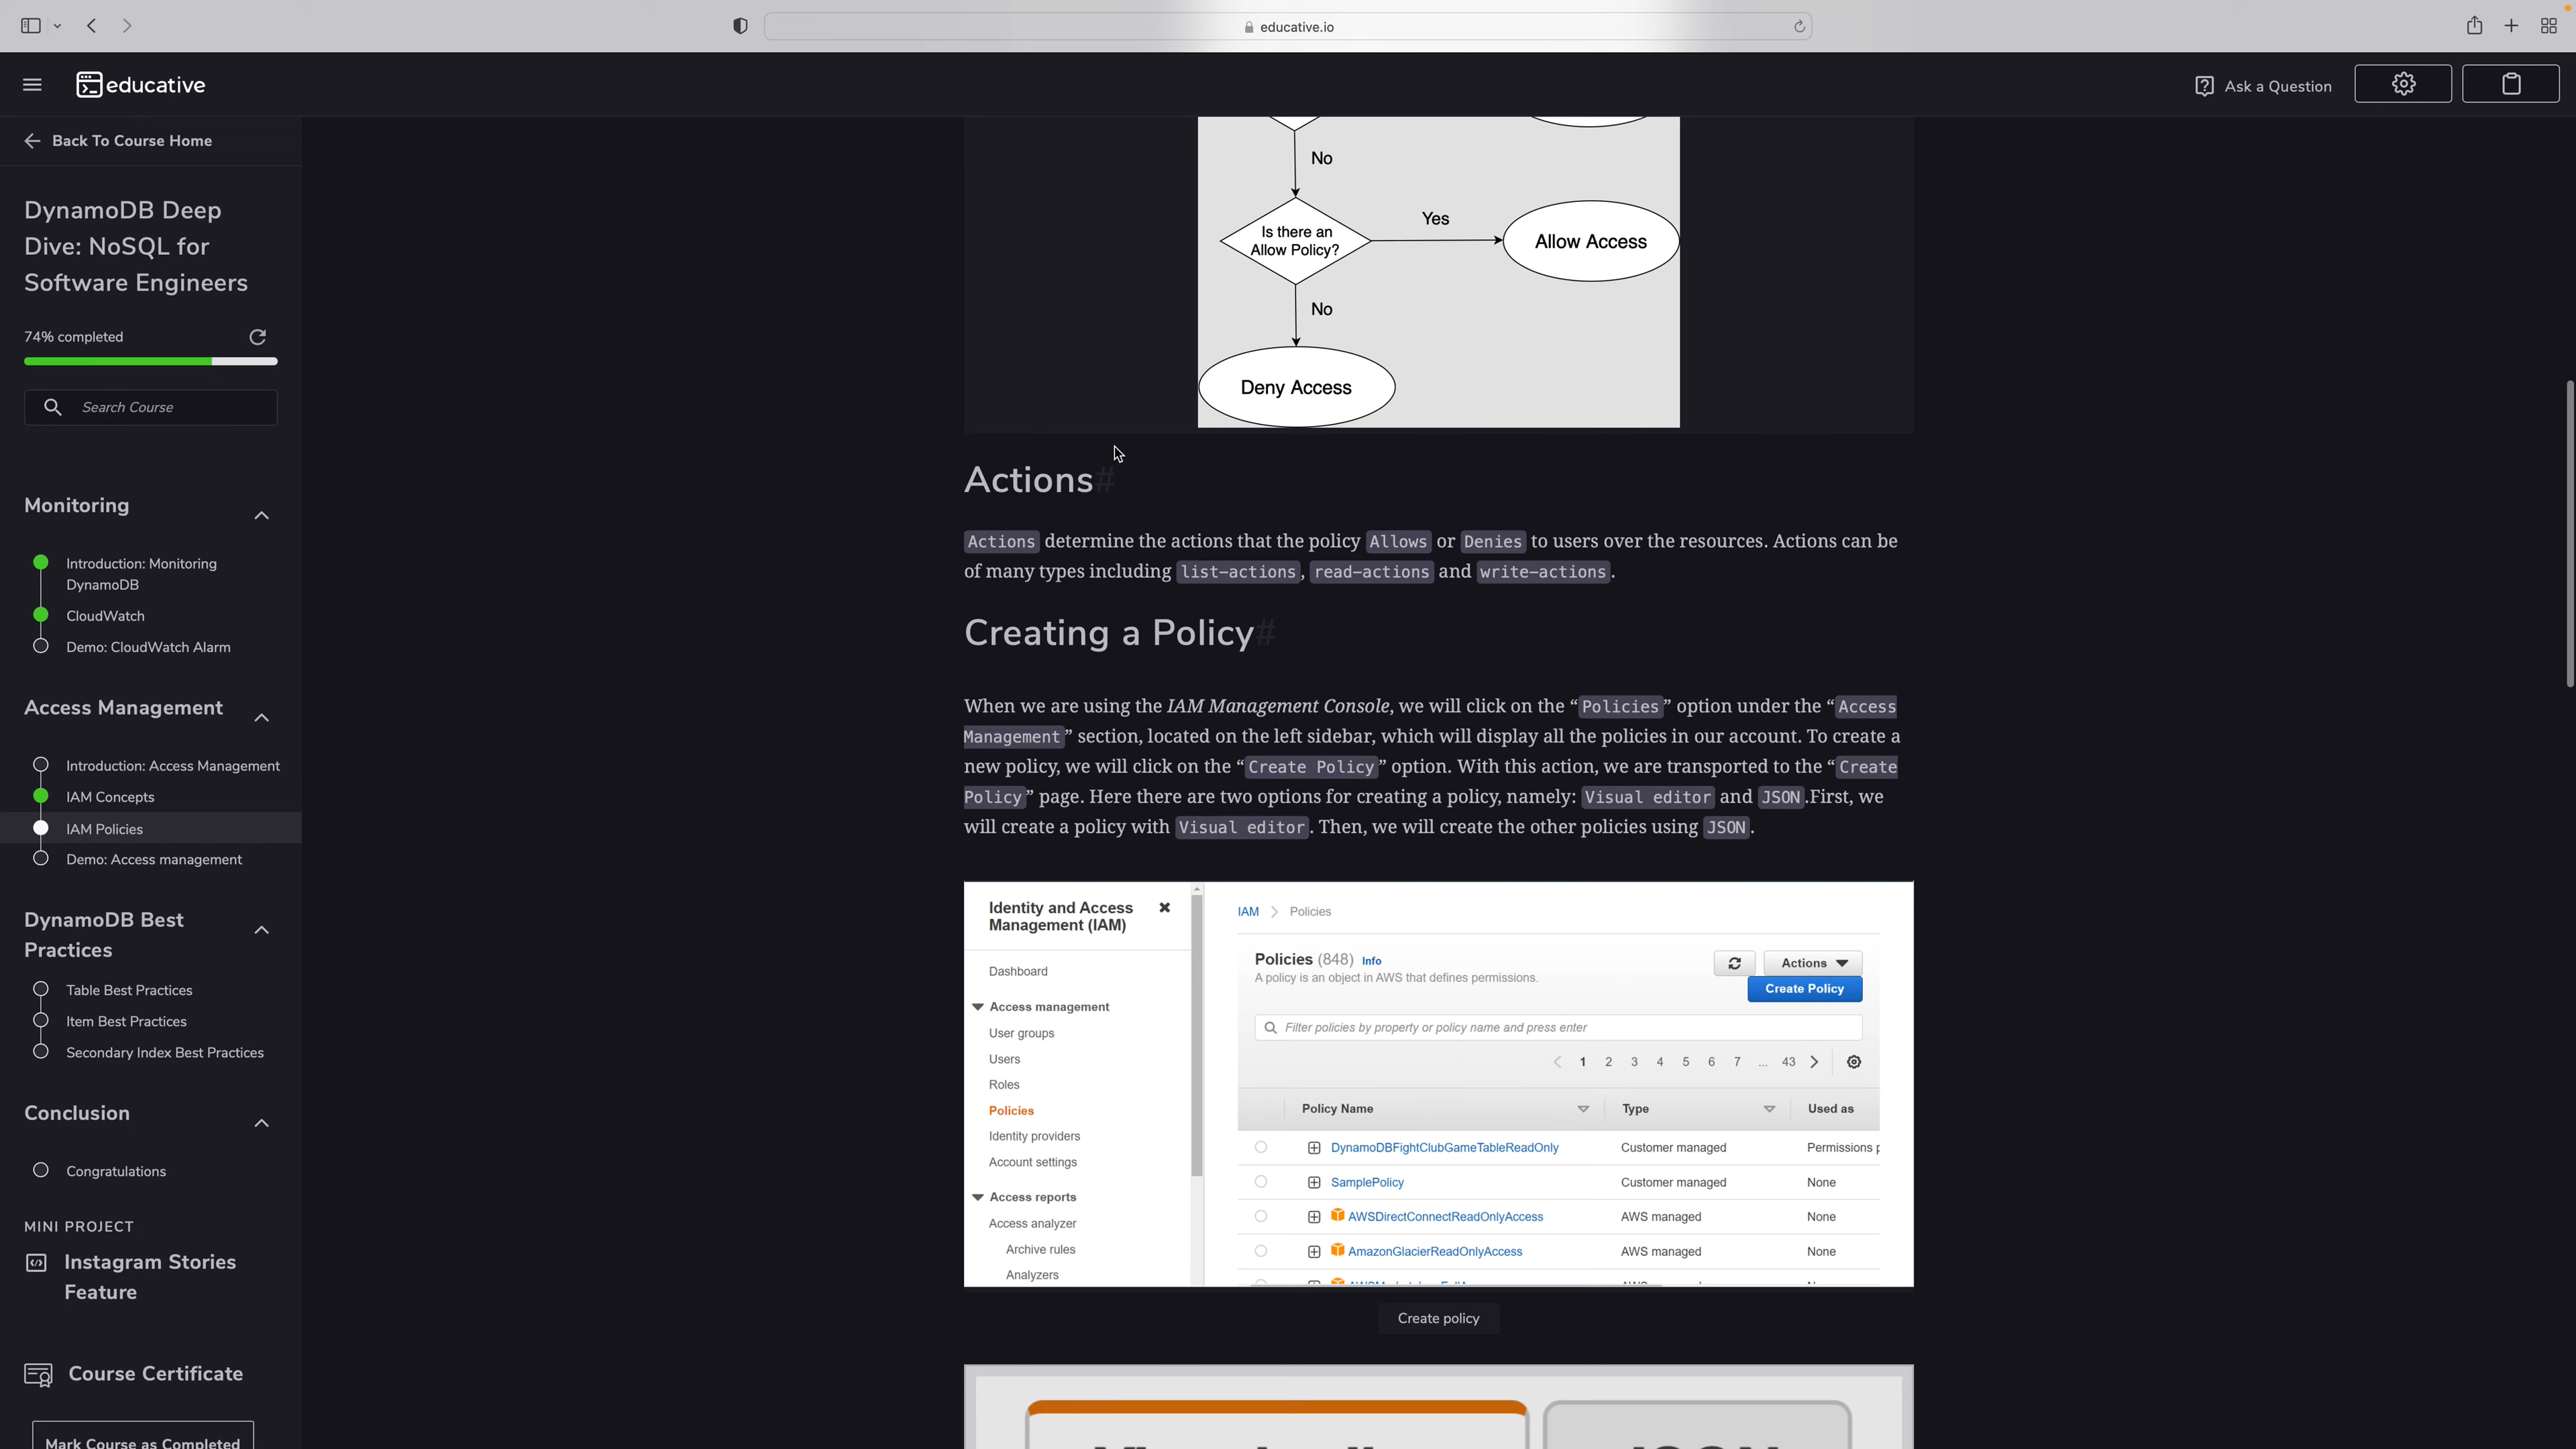 educative.io
educative
Ask a Question
Back To Course Home
DynamoDB Deep
Dive: NoSQL for
Software Engineers
74% completed
Search Course
Monitoring
Introduction: Monitoring
DynamoDB
CloudWatch
Demo: CloudWatch Alarm
Access Management
Introduction: Access Management
IAM Concepts
IAM Policies
Demo: Access management
DynamoDB Best
Practices
Table Best Practices
Item Best Practices
Secondary Index Best Practices
Conclusion
Congratulations
MINI PROJECT
Instagram Stories
Feature
Course Certificate
Mark Course as Completed
No
Is there an
Allow Policy?
Yes
Allow Access
No
Deny Access
Actions#
Actions determine the actions that the policy Allows or Denies to users over the resources. Actions can be
of many types including list-actions, read-actions and write-actions.
Creating a Policy#
When we are using the IAM Management Console, we will click on the “Policies” option under the “Access
Management” section, located on the left sidebar, which will display all the policies in our account. To create a
new policy, we will click on the “Create Policy” option. With this action, we are transported to the “Create
Policy” page. Here there are two options for creating a policy, namely: Visual editor and JSON.First, we
will create a policy with Visual editor. Then, we will create the other policies using JSON.
Identity and Access
Management (IAM)
Dashboard
Access management
User groups
Users
Roles
Policies
Identity providers
Account settings
Access reports
Access analyzer
Archive rules
Analyzers
IAM > Policies
Policies (848) Info
Actions
A policy is an object in AWS that defines permissions.
Create Policy
Filter policies by property or policy name and press enter
< 1 2 3 4 5 6 7 ... 43 >
Policy Name Type Used as
DynamoDBFightClubGameTableReadOnly Customer managed Permissions p
SamplePolicy Customer managed None
AWSDirectConnectReadOnlyAccess AWS managed None
AmazonGlacierReadOnlyAccess AWS managed None
Create policy